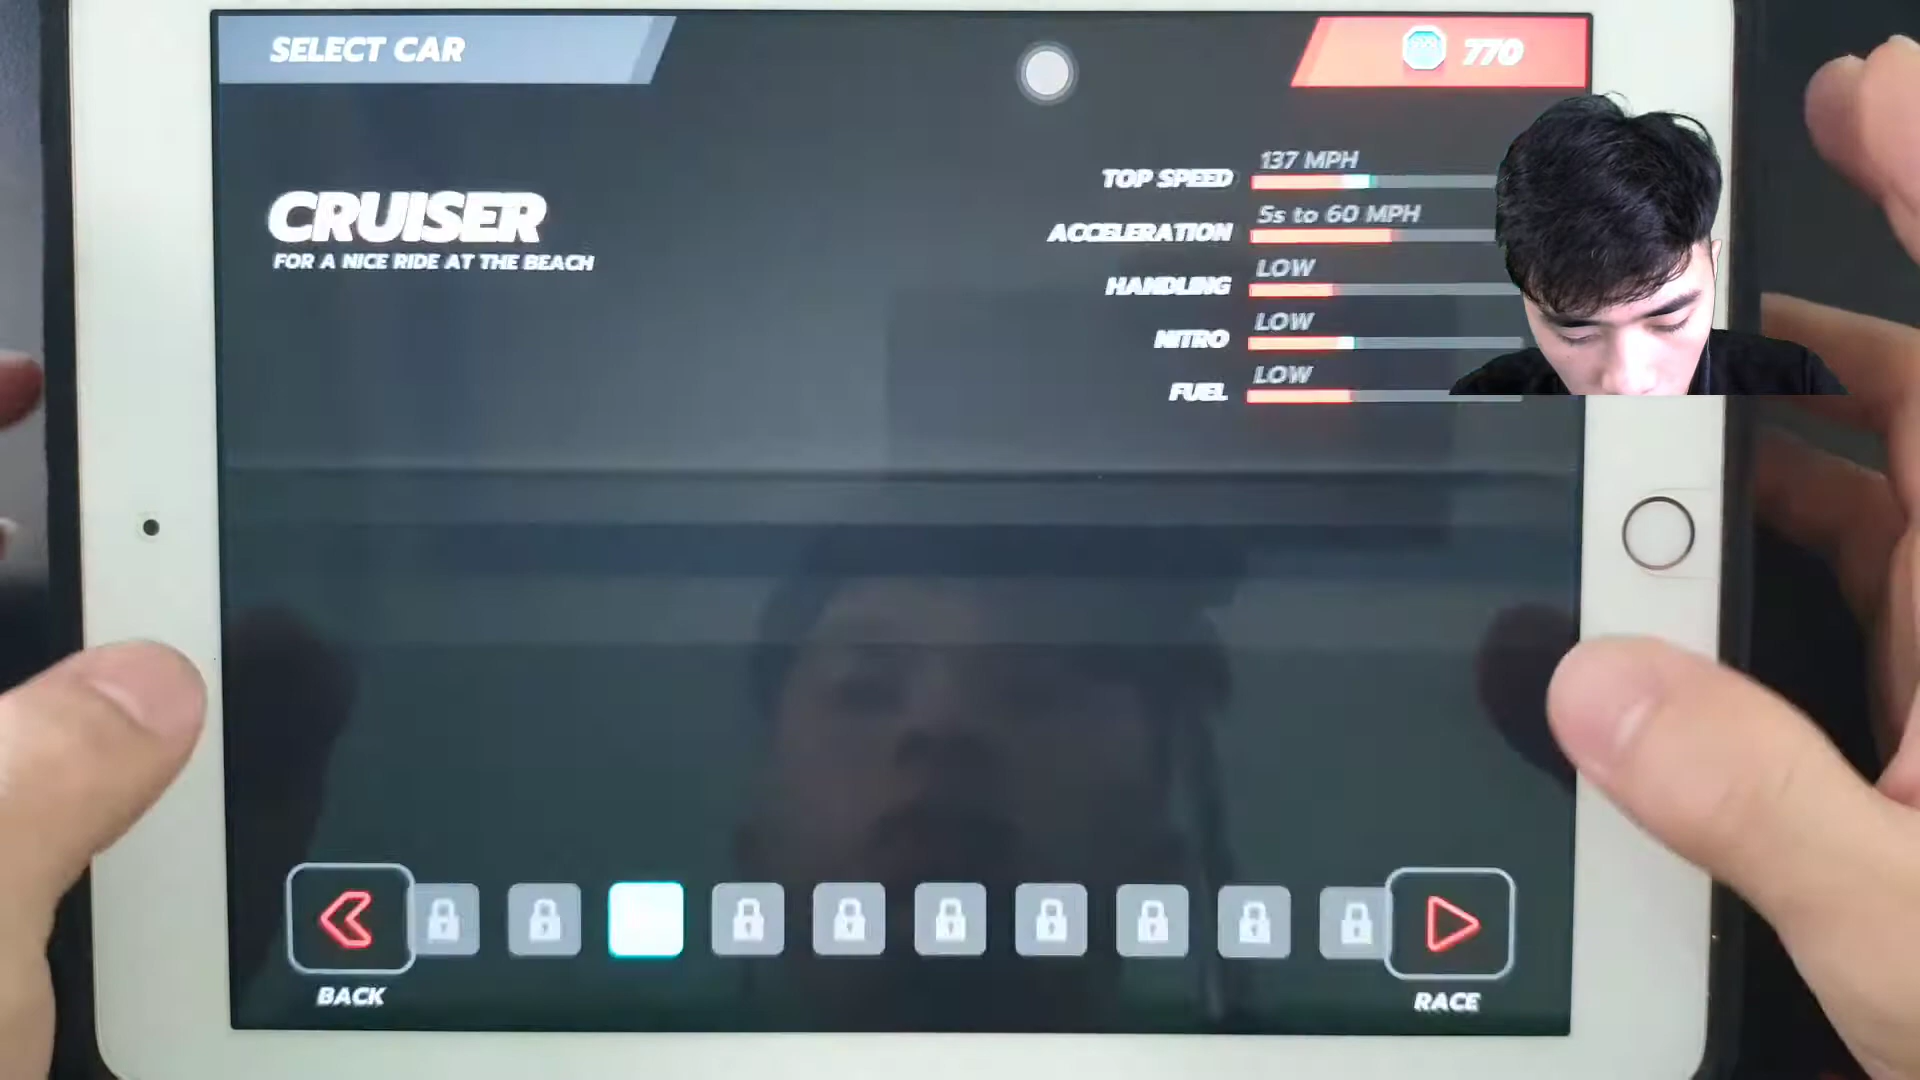 SELECT CAR
770
CRUISER
FOR A NICE RIDE AT THE BEACH
TOP SPEED
137 MPH
ACCELERATION
5s to 60 MPH
HANDLING
LOW
NITRO
LOW
FUEL
LOW
BACK
RACE